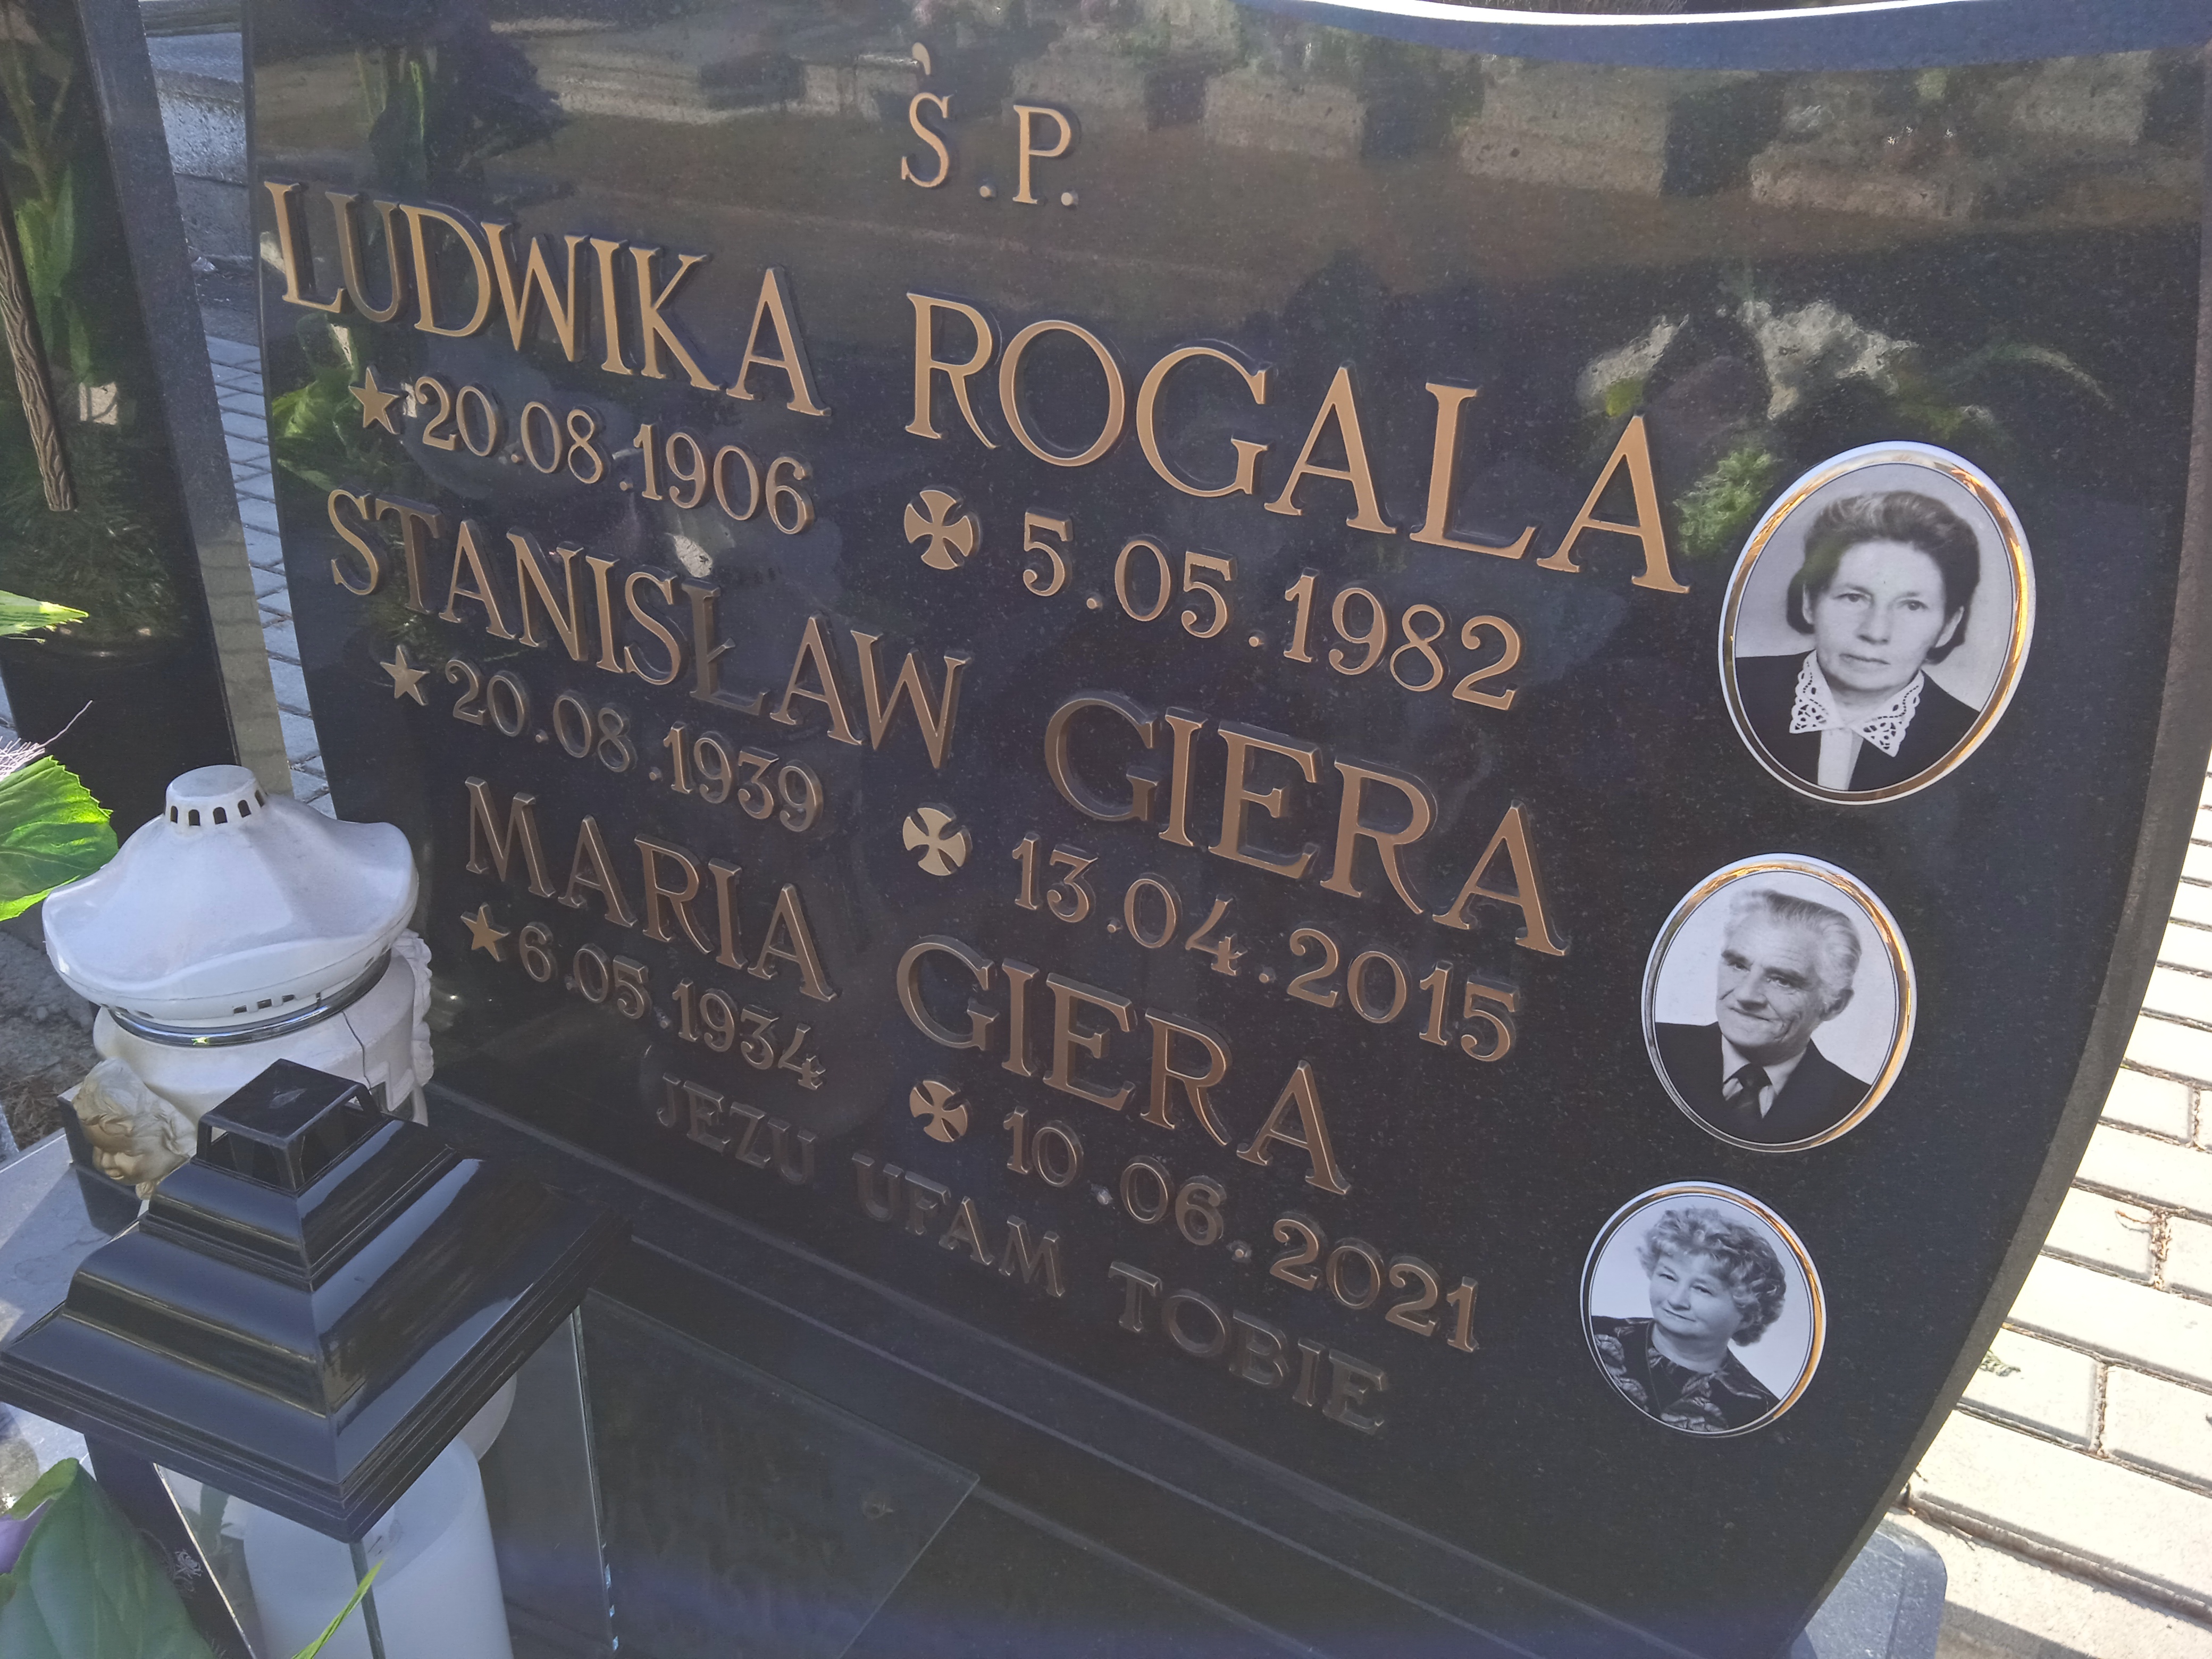 Ś.P.
LUDWIKA ROGALA
★ 20.08.1906 ✠ 5.05.1982
STANISŁAW GIERA
★ 20.08.1939 ✠ 13.04.2015
MARIA GIERA
★ 6.05.1934 ✠ 10.06.2021
JEZU UFAM TOBIE